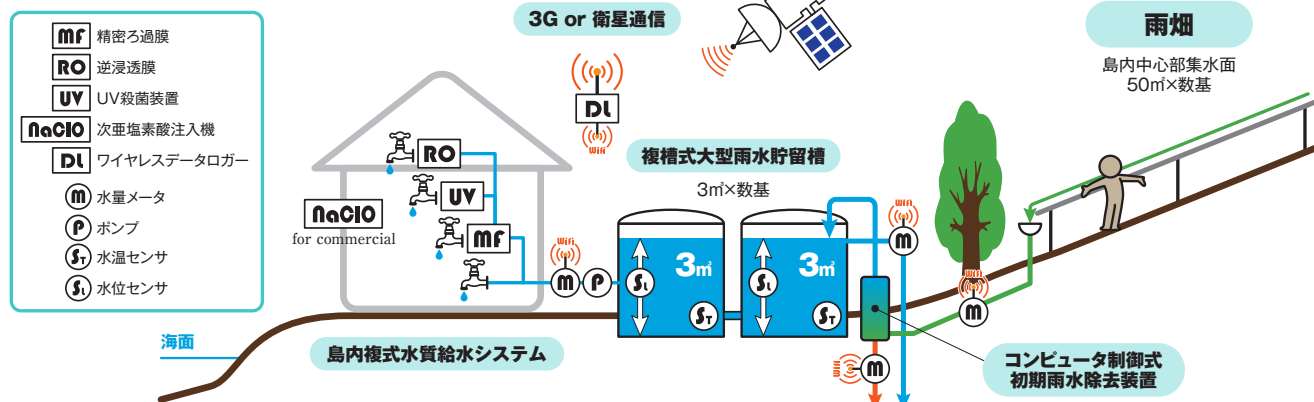 MF 精密ろ過膜
RO 逆浸透膜
UV UV殺菌装置
NaClO 次亜塩素酸注入機
DL ワイヤレスデータロガー
M 水量メータ
P ポンプ
ST 水温センサ
SL 水位センサ
3G or 衛星通信
DL
WiFi
雨畑
島内中心部集水面
50㎡×数基
複槽式大型雨水貯留槽
3㎡×数基
RO
UV
MF
NaClO
for commercial
WiFi
M
P
SL
3㎡
ST
SL
3㎡
ST
WiFi
M
WiFi
M
WiFi
M
海面
島内複式水質給水システム
コンピュータ制御式
初期雨水除去装置